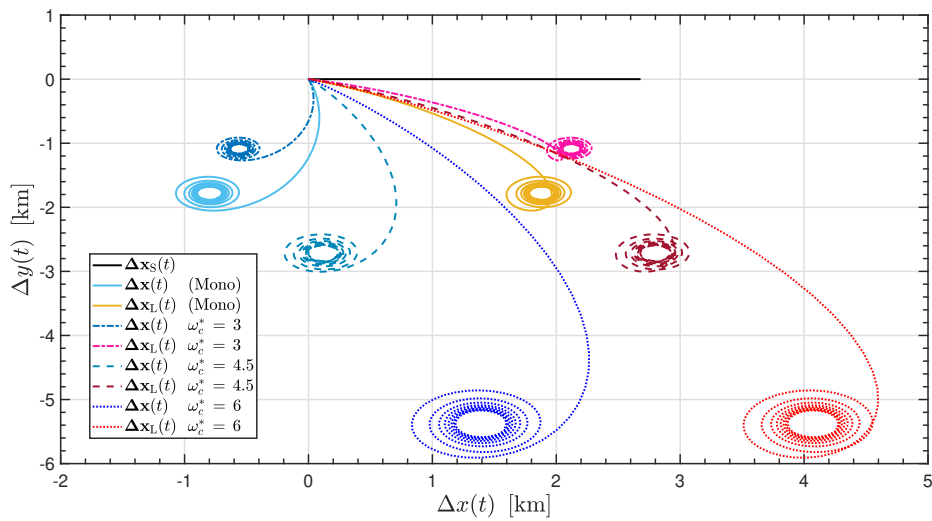 1
0
-1
-2
-3
-4
-5
-6
Δy(t) [km]
Δx_S(t)
Δx(t) (Mono)
Δx_L(t) (Mono)
Δx(t) ω_c^* = 3
Δx_L(t) ω_c^* = 3
Δx(t) ω_c^* = 4.5
Δx_L(t) ω_c^* = 4.5
Δx(t) ω_c^* = 6
Δx_L(t) ω_c^* = 6
-2 -1 0 1 2 3 4 5
Δx(t) [km]